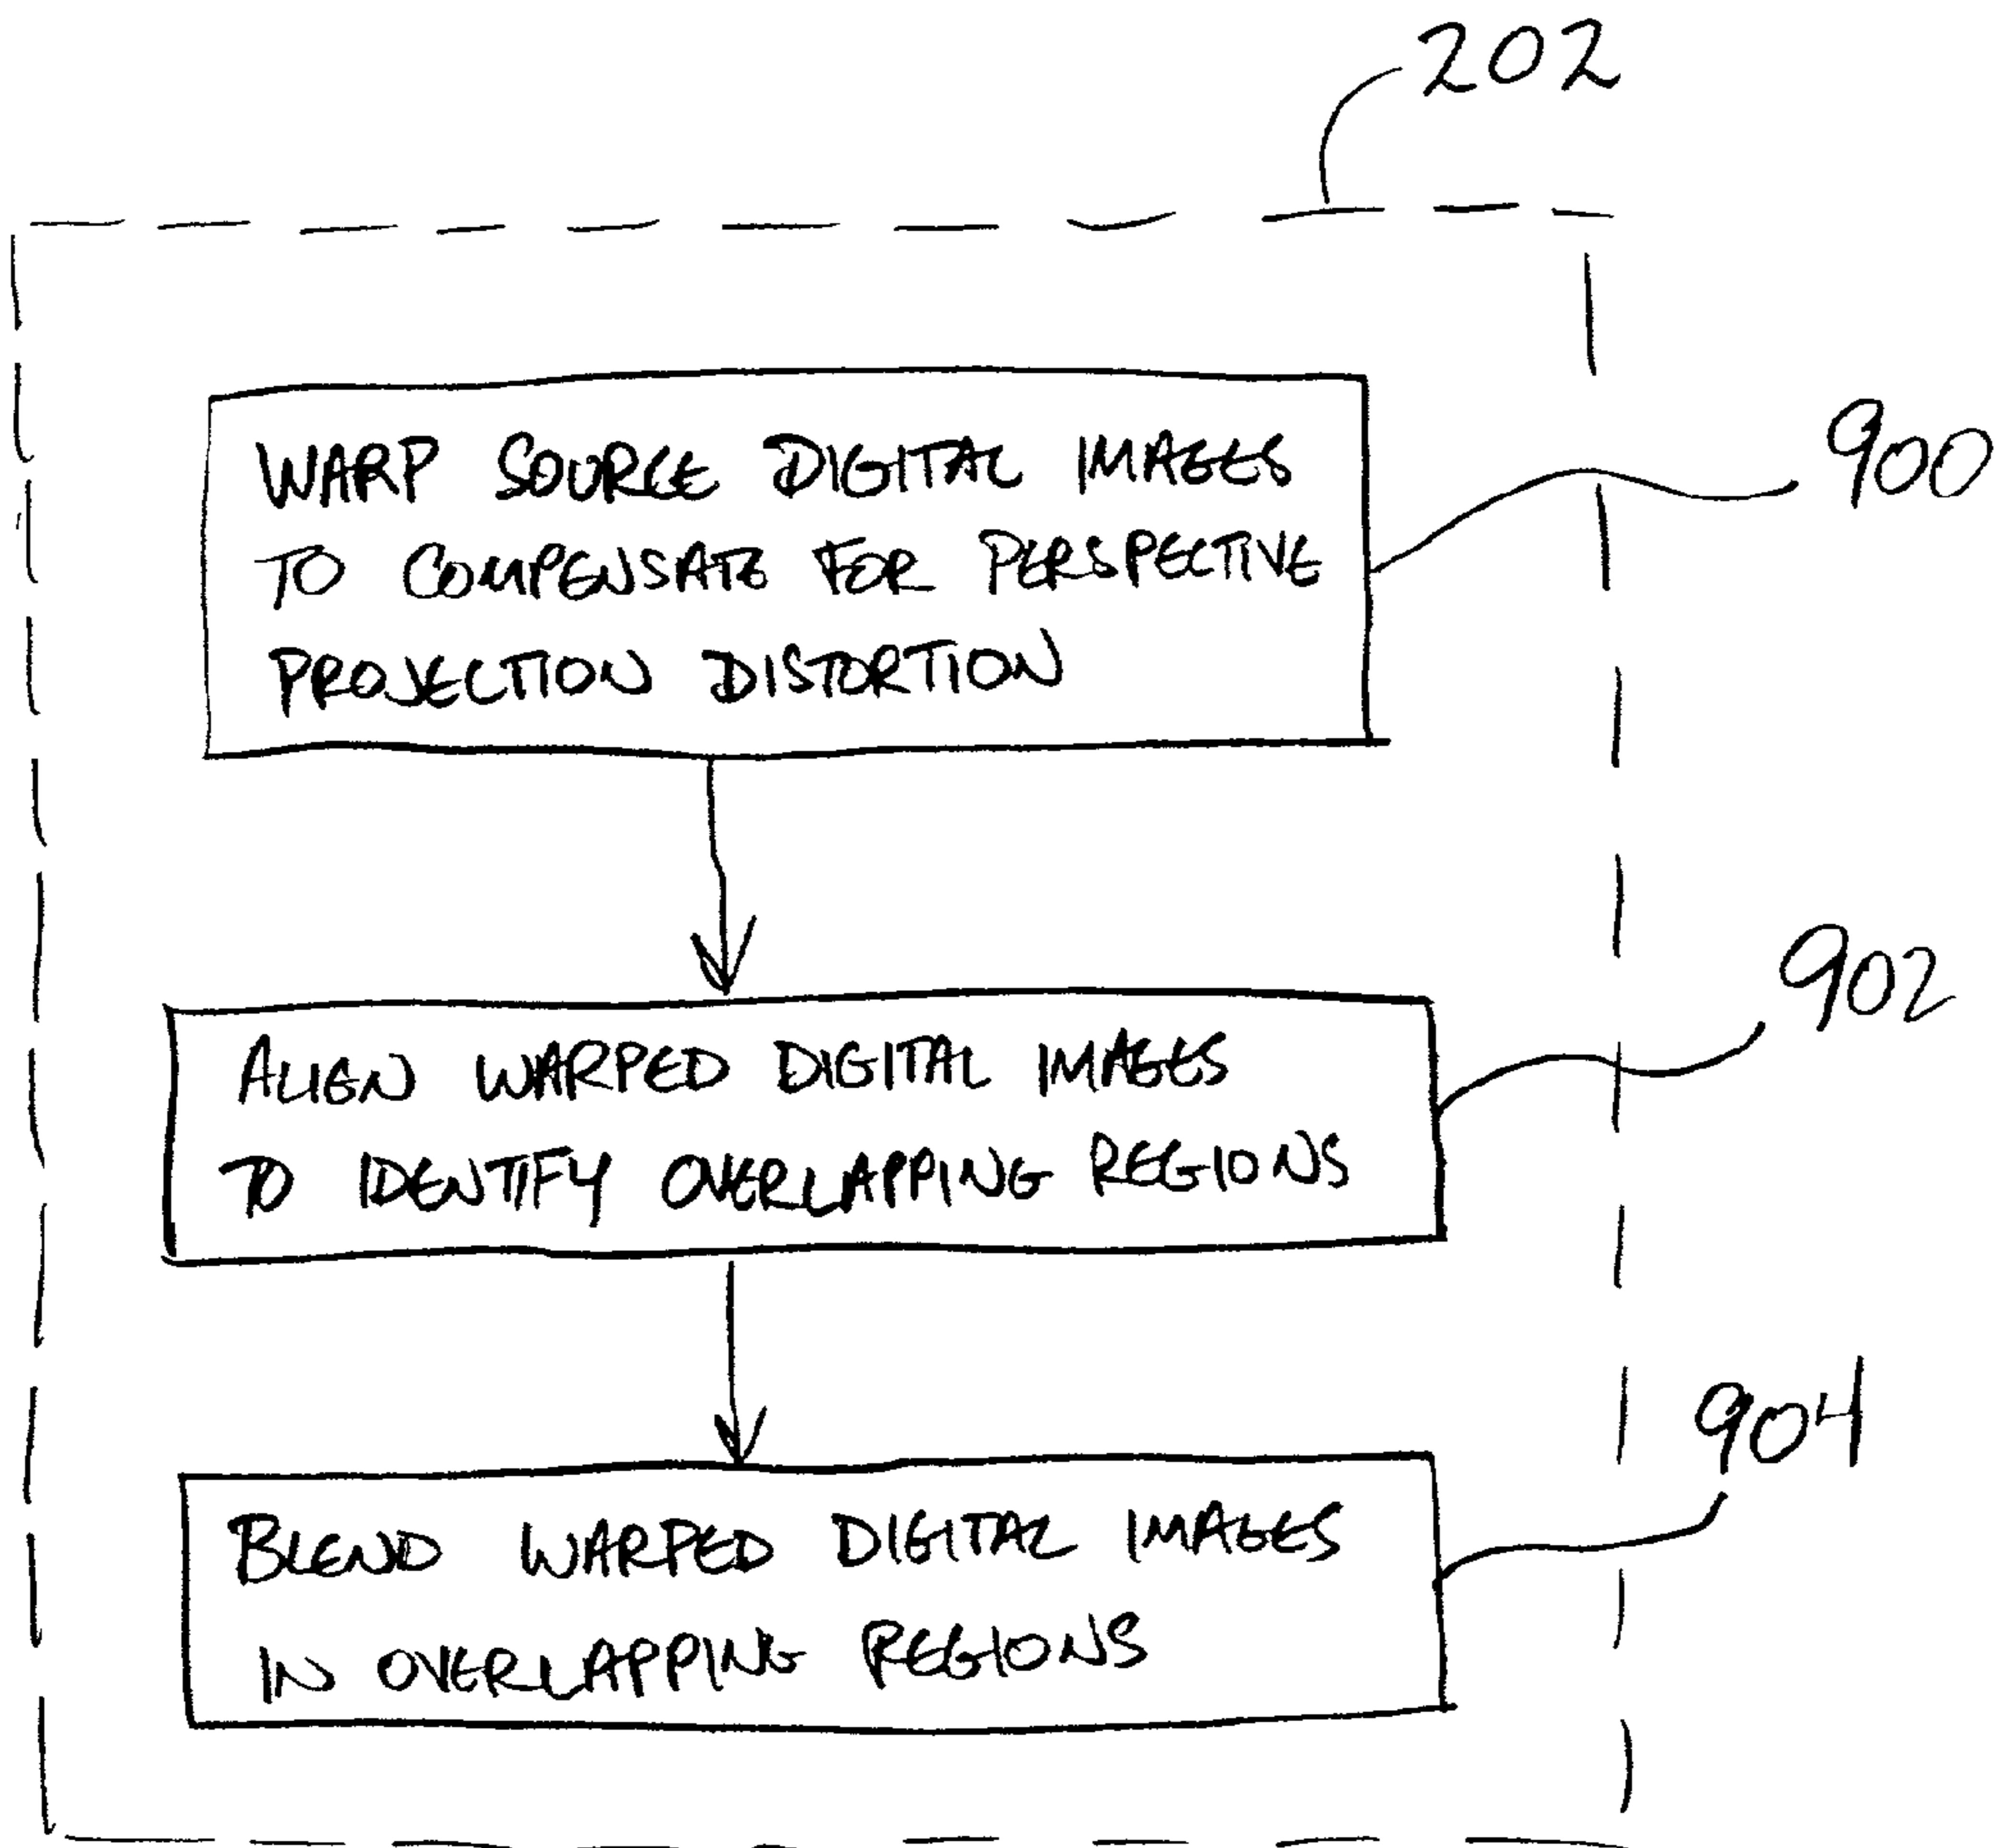 202
WARP SOURCE DIGITAL IMAGES
900
TO COMPENSATE FOR PERSPECTIVE
PROJECTION DISTORTION
902
ALIGN WARPED DIGITAL IMAGES
TO IDENTIFY OVERLAPPING REGIONS
904
BLEND WARPED DIGITAL IMAGES
IN OVERLAPPING REGIONS